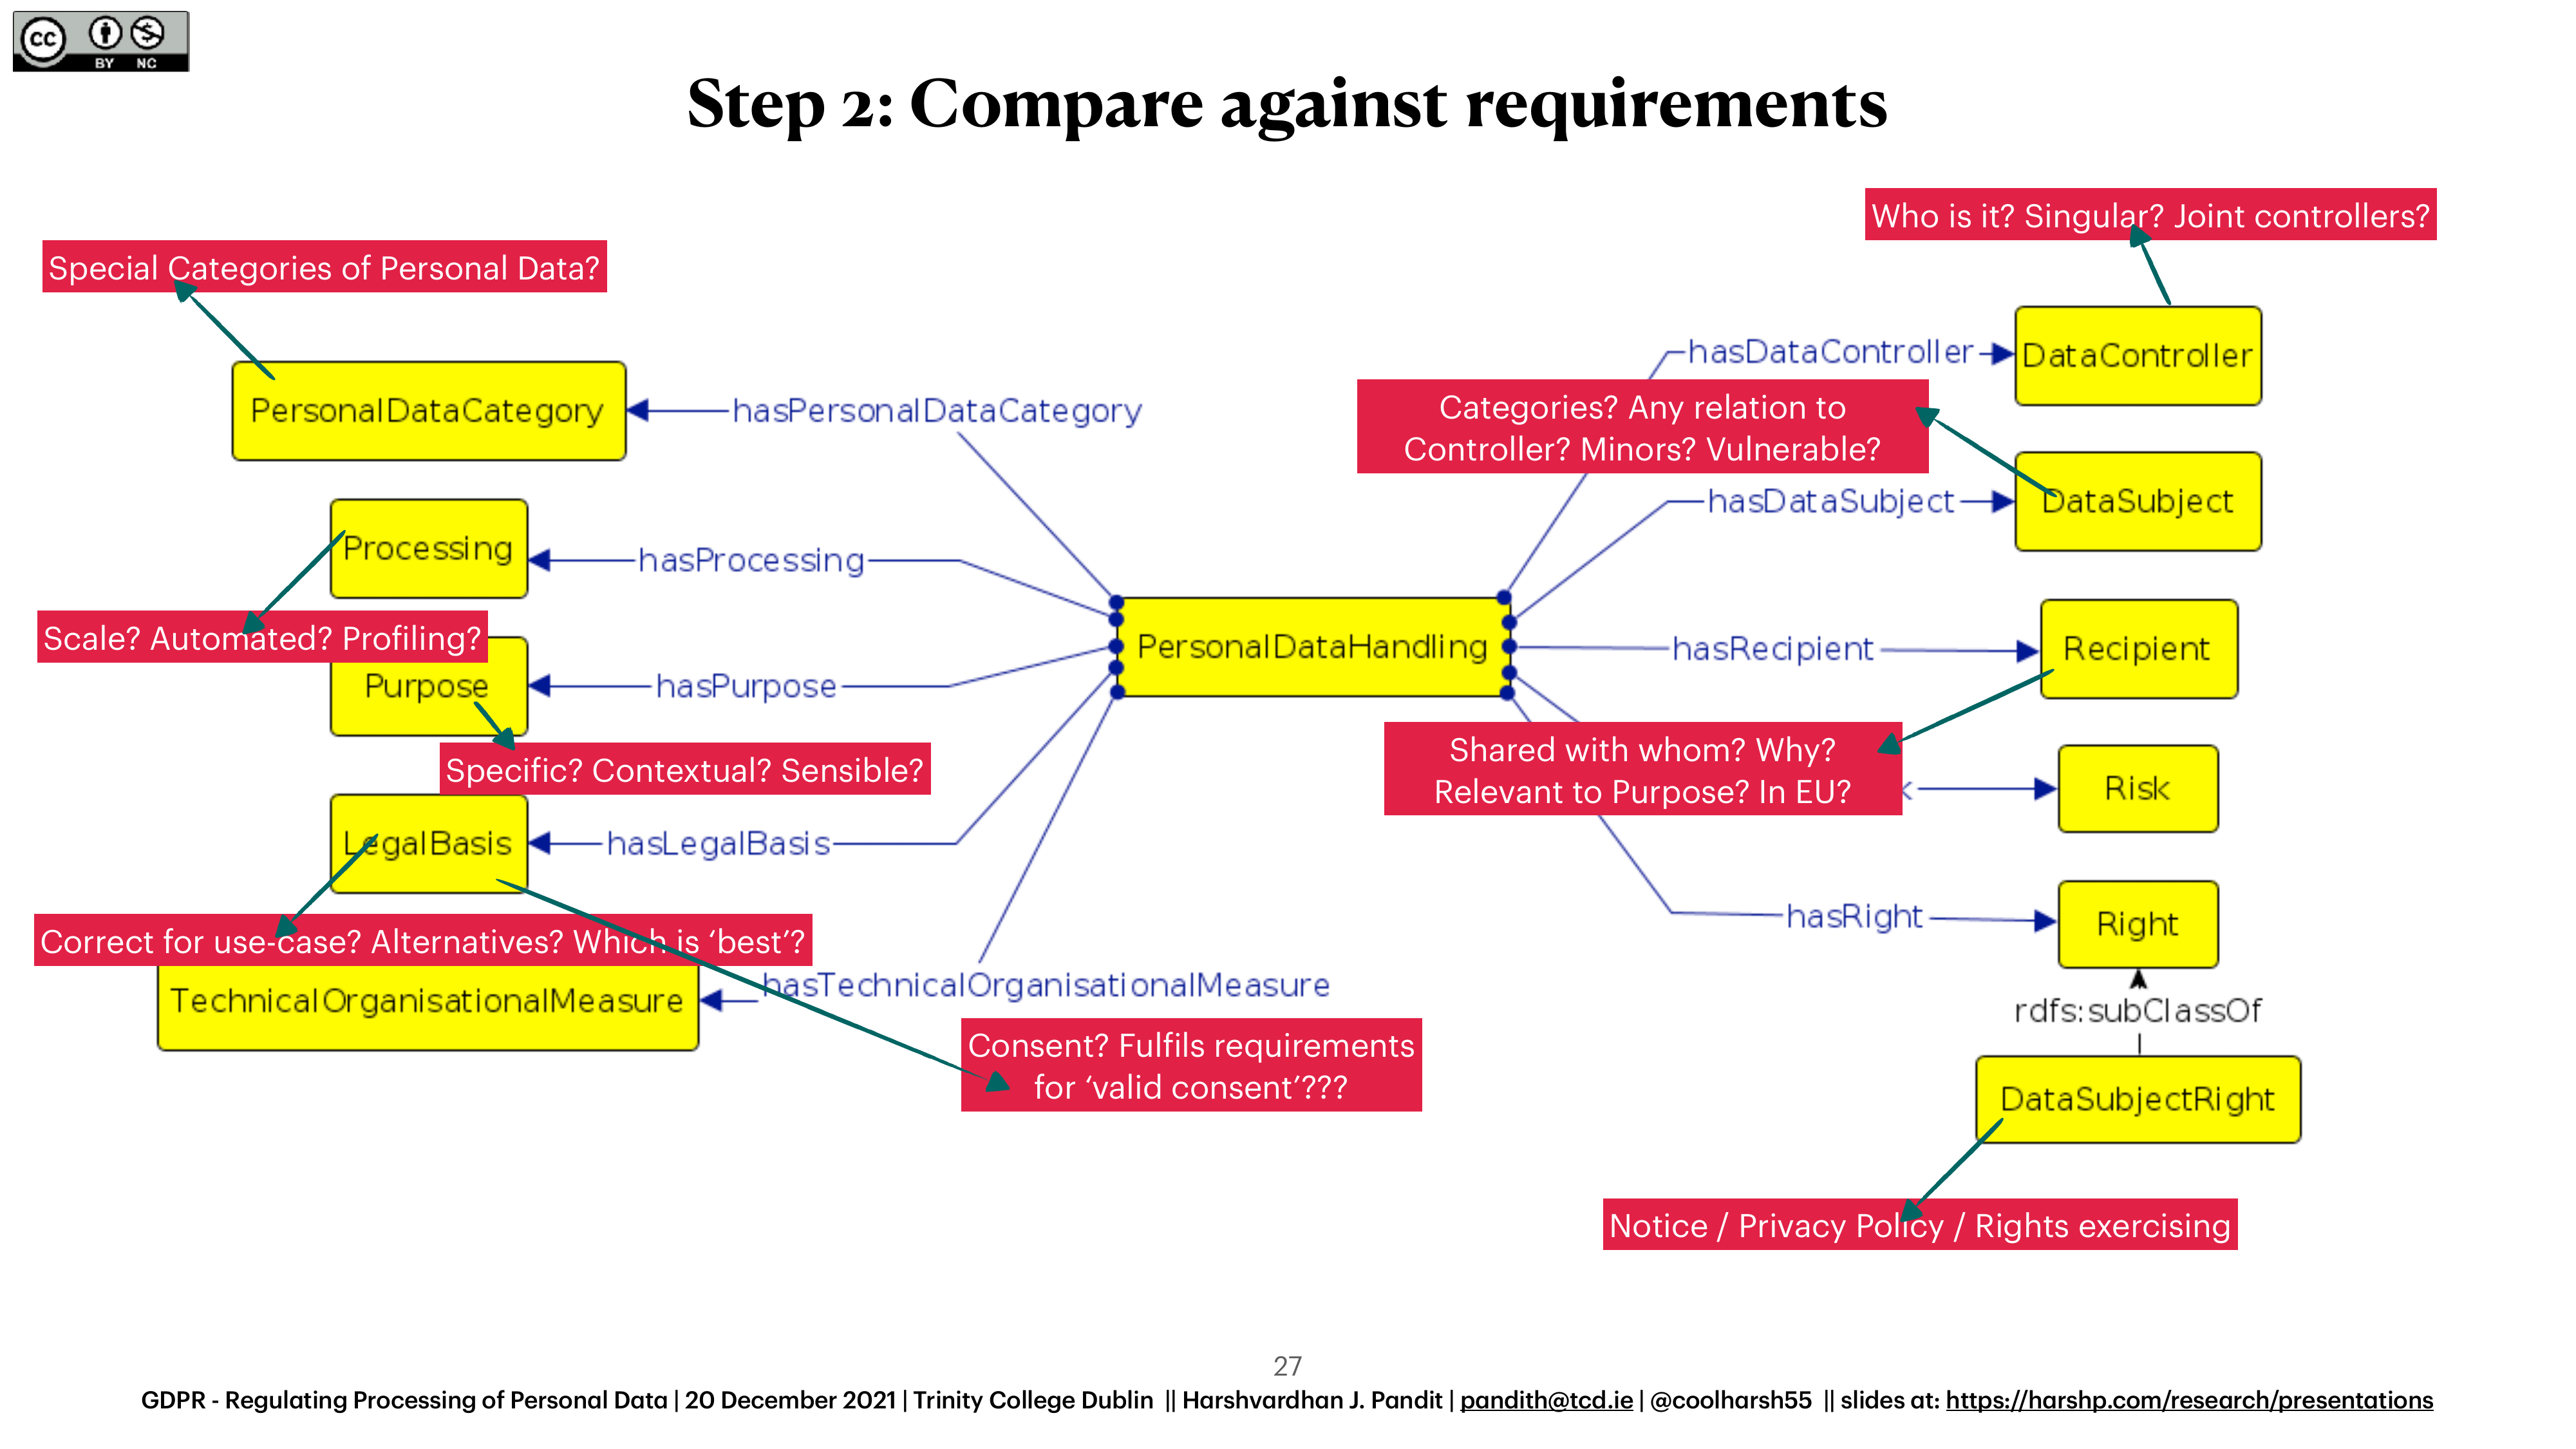 cc BY NC
Step 2: Compare against requirements
Who is it? Singular? Joint controllers?
Special Categories of Personal Data?
hasDataController
DataController
PersonalDataCategory
hasPersonalDataCategory
Categories? Any relation to
Controller? Minors? Vulnerable?
hasDataSubject
DataSubject
Processing
hasProcessing
Scale? Automated? Profiling?
PersonalDataHandling
hasRecipient
Recipient
Purpose
hasPurpose
Specific? Contextual? Sensible?
Shared with whom? Why?
Relevant to Purpose? In EU?
k
Risk
LegalBasis
hasLegalBasis
hasRight
Right
Correct for use-case? Alternatives? Which is ‘best’?
TechnicalOrganisationalMeasure
hasTechnicalOrganisationalMeasure
rdfs:subClassOf
Consent? Fulfils requirements
for ‘valid consent’???
DataSubjectRight
Notice / Privacy Policy / Rights exercising
27
GDPR - Regulating Processing of Personal Data | 20 December 2021 | Trinity College Dublin || Harshvardhan J. Pandit | pandith@tcd.ie | @coolharsh55 || slides at: https://harshp.com/research/presentations